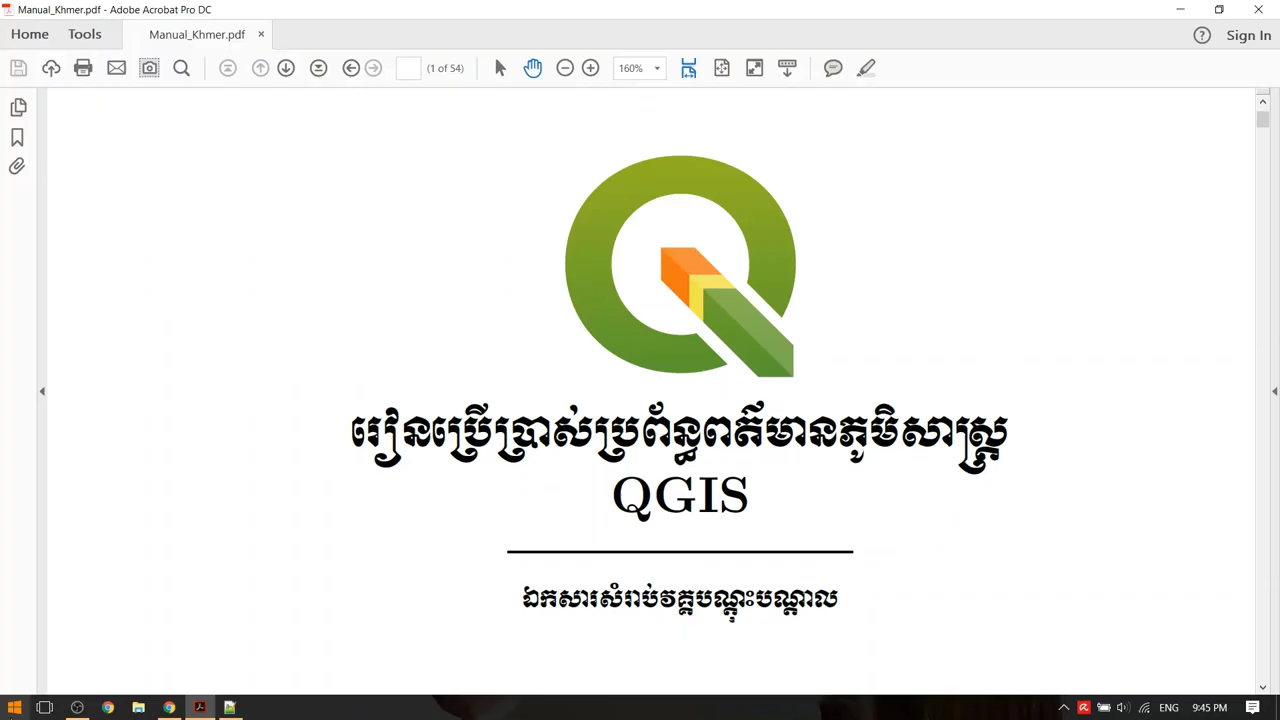 Manual_Khmer.pdf - Adobe Acrobat Pro DC
Home Tools Manual_Khmer.pdf × Sign In
(1 of 54) 160%
រៀនប្រើប្រាស់ប្រព័ន្ធពត៌មានភូមិសាស្ត្រ
QGIS
ឯកសារសំរាប់វគ្គបណ្តុះបណ្តាល
ENG 9:45 PM